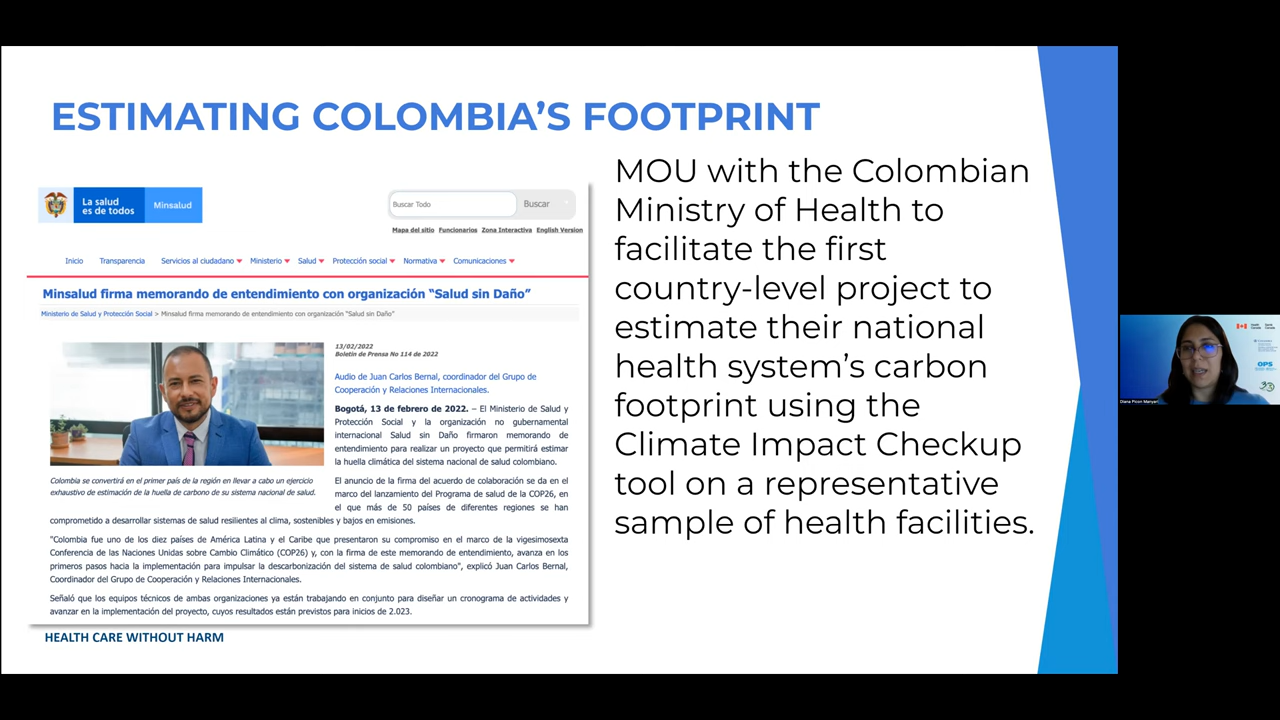 ESTIMATING COLOMBIA'S FOOTPRINT
La salud
es de todos
Minsalud
Buscar Todo
Buscar
Mapa del sitio Funcionarios Zona Interactiva English Version
Inicio Transparencia Servicios al ciudadano Ministerio Salud Protección social Normativa Comunicaciones
Minsalud firma memorando de entendimiento con organización “Salud sin Daño”
Ministerio de Salud y Protección Social > Minsalud firma memorando de entendimiento con organización “Salud sin Daño”
13/02/2022
Boletín de Prensa No 114 de 2022
Audio de Juan Carlos Bernal, coordinador del Grupo de
Cooperación y Relaciones Internacionales.
Bogotá, 13 de febrero de 2022. – El Ministerio de Salud y
Protección Social y la organización no gubernamental
internacional Salud sin Daño firmaron memorando de
entendimiento para realizar un proyecto que permitirá estimar
la huella climática del sistema nacional de salud colombiano.
El anuncio de la firma del acuerdo de colaboración se da en el
marco del lanzamiento del Programa de salud de la COP26, en
el que más de 50 países de diferentes regiones se han
comprometido a desarrollar sistemas de salud resilientes al clima, sostenibles y bajos en emisiones.
Colombia se convertirá en el primer país de la región en llevar a cabo un ejercicio
exhaustivo de estimación de la huella de carbono de su sistema nacional de salud.
"Colombia fue uno de los diez países de América Latina y el Caribe que presentaron su compromiso en el marco de la vigesimosexta
Conferencia de las Naciones Unidas sobre Cambio Climático (COP26) y, con la firma de este memorando de entendimiento, avanza en los
primeros pasos hacia la implementación para impulsar la descarbonización del sistema de salud colombiano", explicó Juan Carlos Bernal,
Coordinador del Grupo de Cooperación y Relaciones Internacionales.
Señaló que los equipos técnicos de ambas organizaciones ya están trabajando en conjunto para diseñar un cronograma de actividades y
avanzar en la implementación del proyecto, cuyos resultados están previstos para inicios de 2.023.
HEALTH CARE WITHOUT HARM
MOU with the Colombian
Ministry of Health to
facilitate the first
country-level project to
estimate their national
health system's carbon
footprint using the
Climate Impact Checkup
tool on a representative
sample of health facilities.
Health Canada Santé Canada
OPS
Diana Picon Manyari